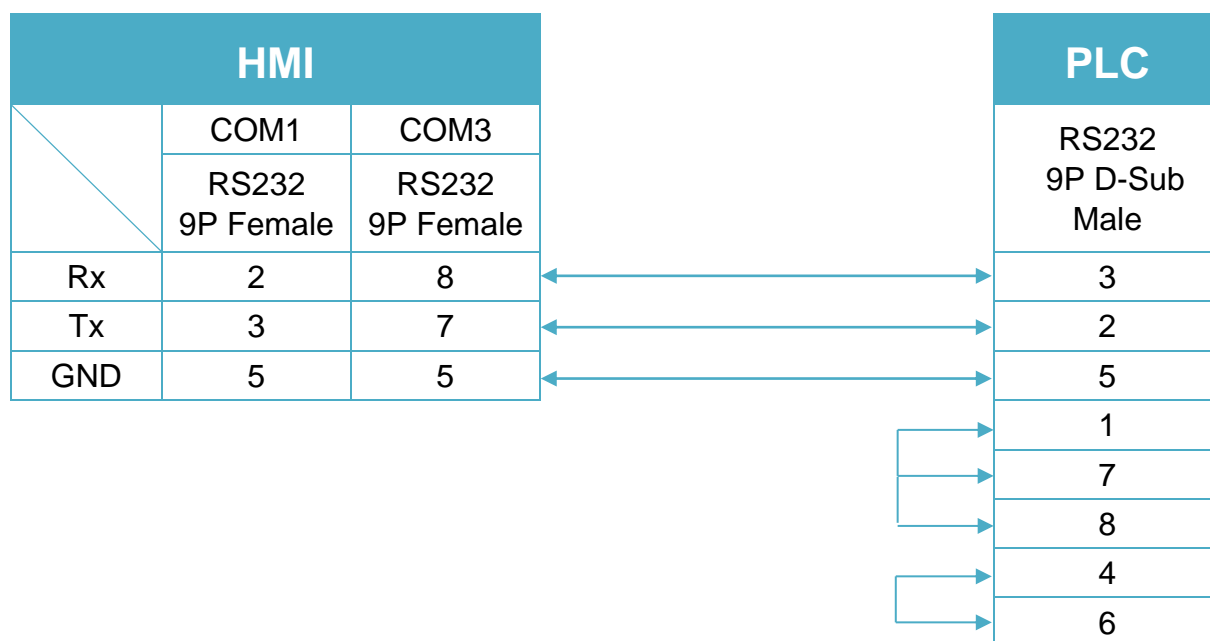 HMI
PLC
COM1 COM3
RS232
9P D-Sub
Male
RS232 RS232
9P Female 9P Female
Rx 2 8 3
Tx 3 7 2
GND 5 5 5
1
7
8
4
6